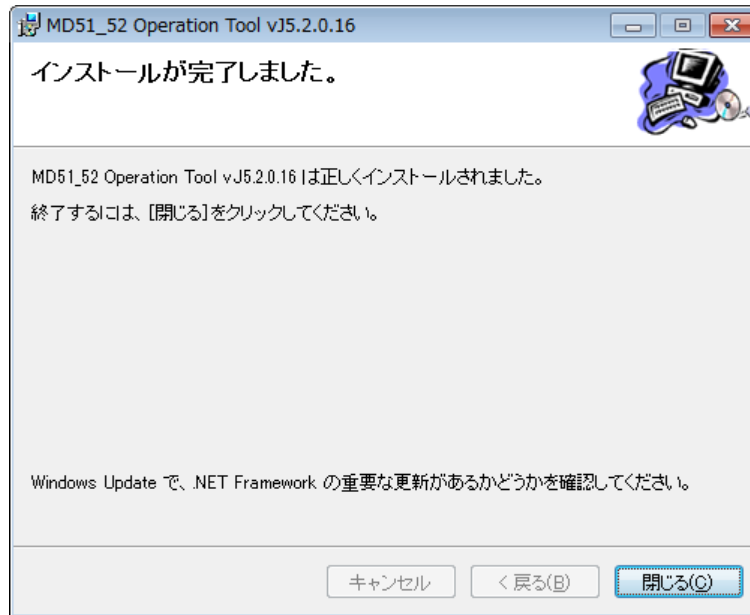 MD51_52 Operation Tool vJ5.2.0.16
インストールが完了しました。
MD51_52 Operation Tool vJ5.2.0.16 は正しくインストールされました。
終了するには、[閉じる]をクリックしてください。
Windows Update で、.NET Framework の重要な更新があるかどうかを確認してください。
キャンセル
< 戻る(B)
閉じる(C)